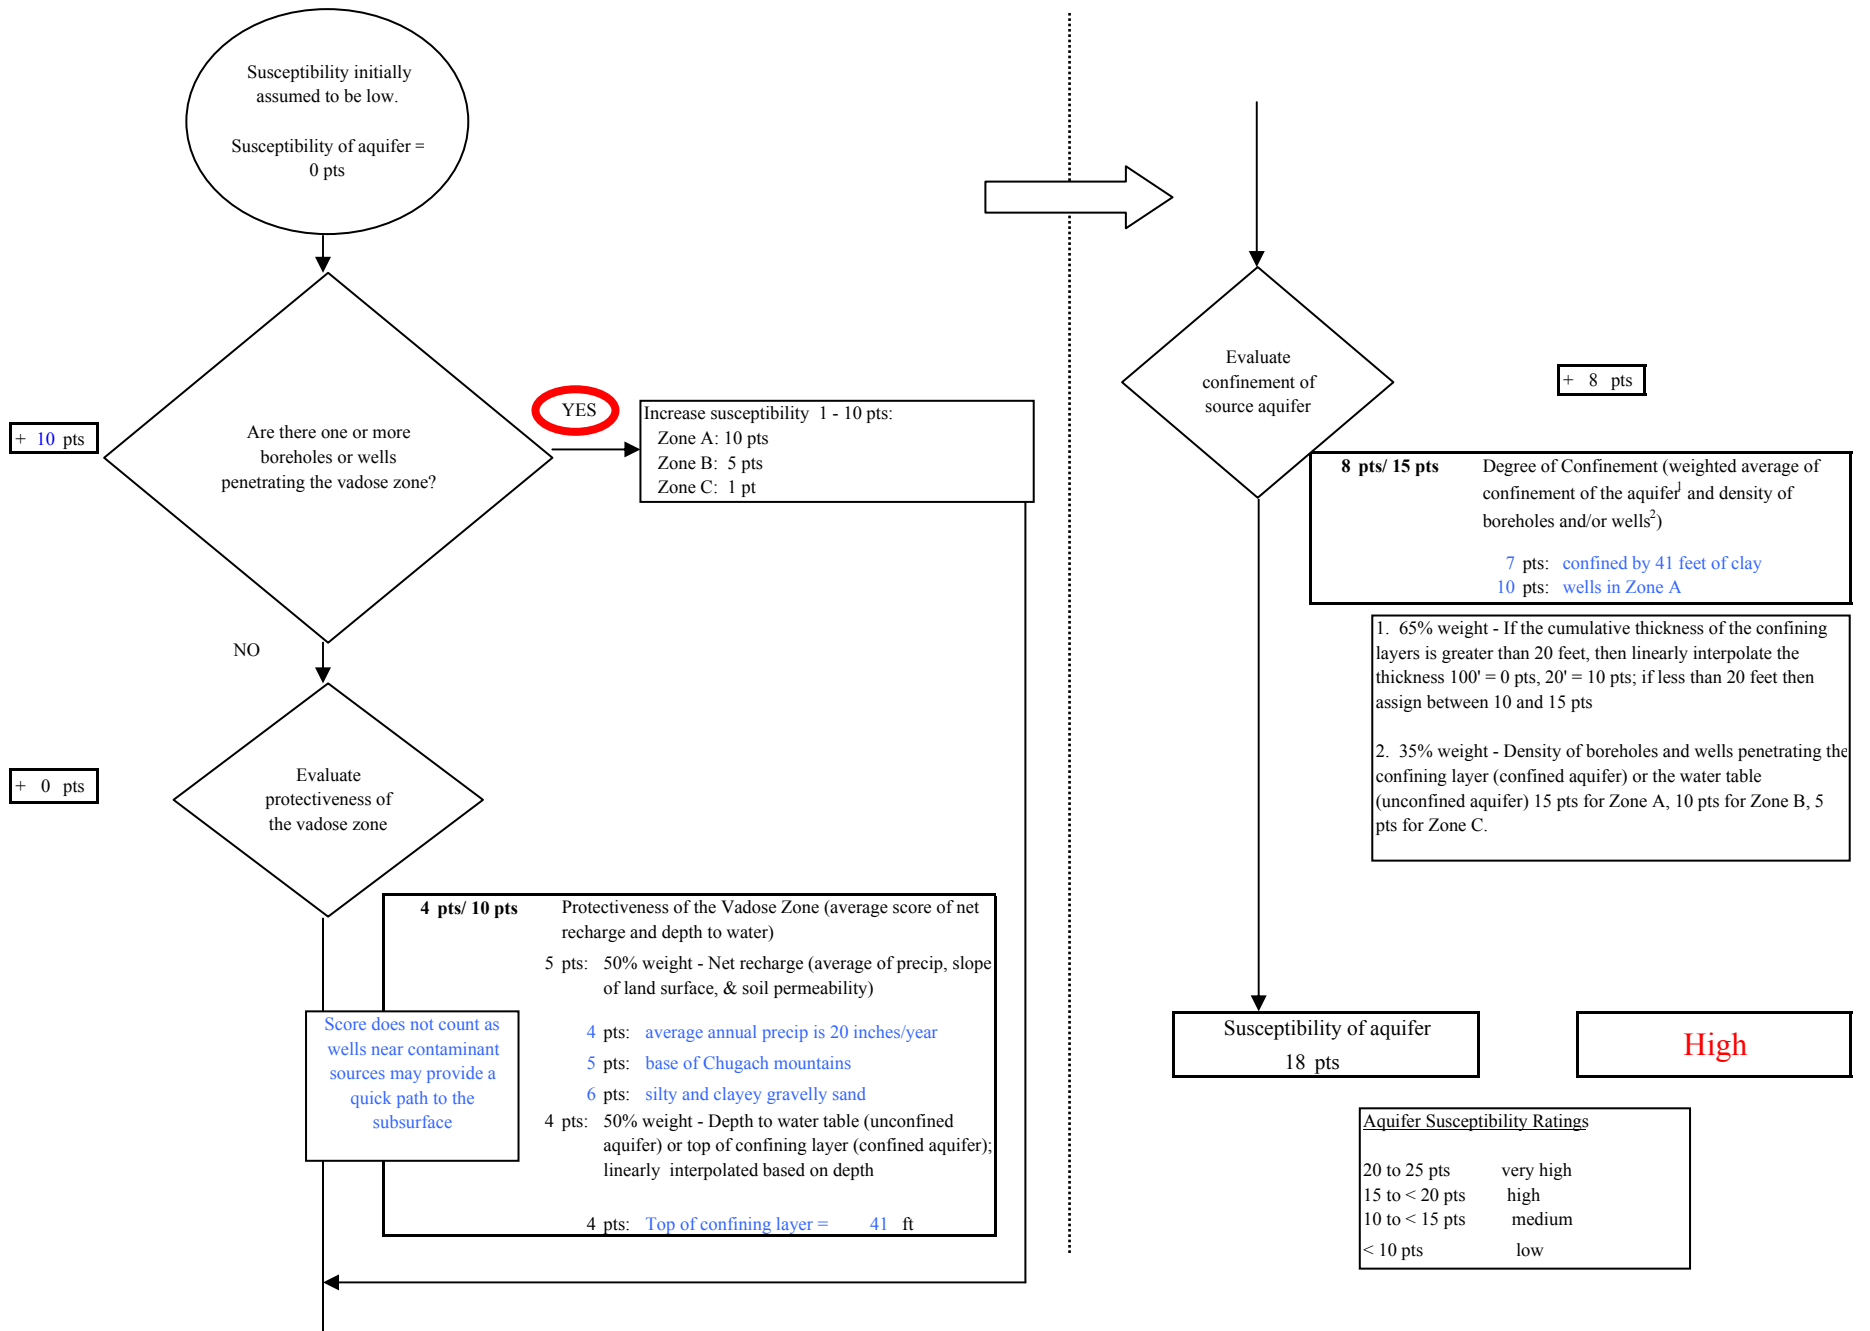 Susceptibility initially
assumed to be low.
Susceptibility of aquifer =
0 pts
+ 10 pts
Are there one or more
boreholes or wells
penetrating the vadose zone?
YES
Increase susceptibility 1 - 10 pts:
Zone A: 10 pts
Zone B: 5 pts
Zone C: 1 pt
NO
+ 0 pts
Evaluate
protectiveness of
the vadose zone
4 pts/ 10 pts Protectiveness of the Vadose Zone (average score of net
recharge and depth to water)
5 pts: 50% weight - Net recharge (average of precip, slope
of land surface, & soil permeability)
4 pts: average annual precip is 20 inches/year
5 pts: base of Chugach mountains
6 pts: silty and clayey gravelly sand
4 pts: 50% weight - Depth to water table (unconfined
aquifer) or top of confining layer (confined aquifer);
linearly interpolated based on depth
4 pts: Top of confining layer = 41 ft
Score does not count as
wells near contaminant
sources may provide a
quick path to the
subsurface
Evaluate
confinement of
source aquifer
+ 8 pts
8 pts/ 15 pts Degree of Confinement (weighted average of
confinement of the aquifer1 and density of
boreholes and/or wells2)
7 pts: confined by 41 feet of clay
10 pts: wells in Zone A
1. 65% weight - If the cumulative thickness of the confining
layers is greater than 20 feet, then linearly interpolate the
thickness 100' = 0 pts, 20' = 10 pts; if less than 20 feet then
assign between 10 and 15 pts
2. 35% weight - Density of boreholes and wells penetrating the
confining layer (confined aquifer) or the water table
(unconfined aquifer) 15 pts for Zone A, 10 pts for Zone B, 5
pts for Zone C.
Susceptibility of aquifer
18 pts
High
Aquifer Susceptibility Ratings
20 to 25 pts very high
15 to < 20 pts high
10 to < 15 pts medium
< 10 pts low